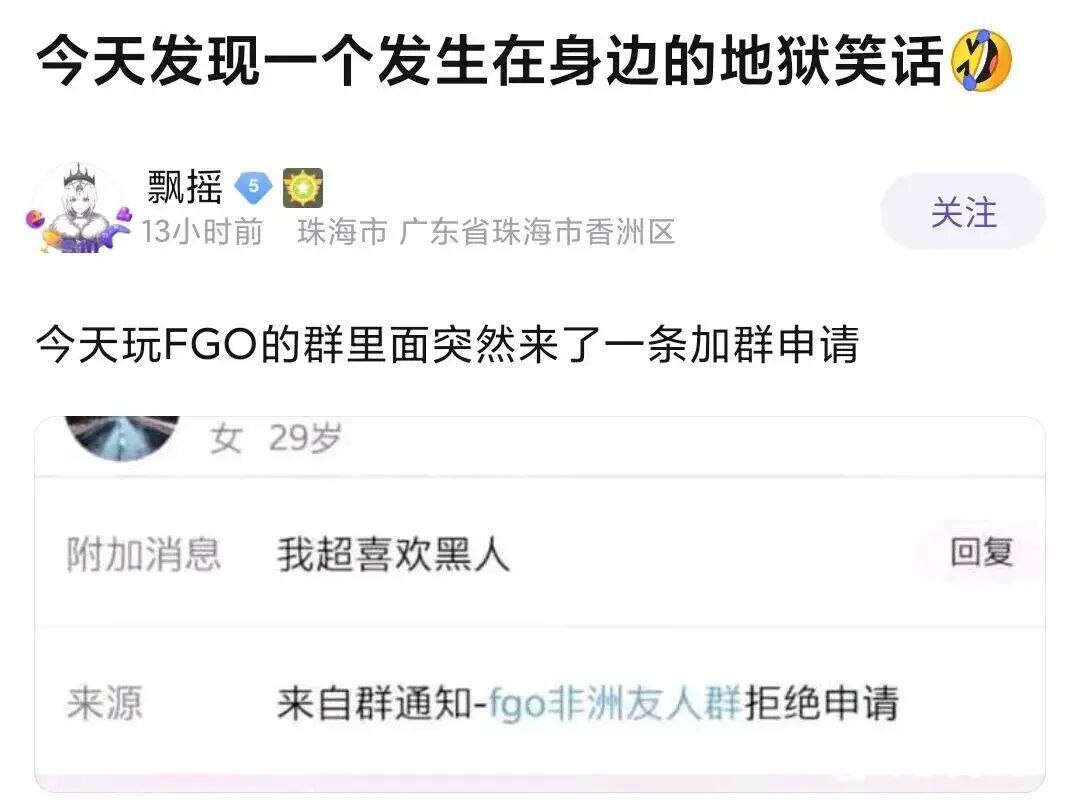 今天发现一个发生在身边的地狱笑话🤣
飘摇 5
13小时前 珠海市 广东省珠海市香洲区
关注
今天玩FGO的群里面突然来了一条加群申请
女 29岁
附加消息 我超喜欢黑人 回复
来源 来自群通知-fgo非洲友人群拒绝申请